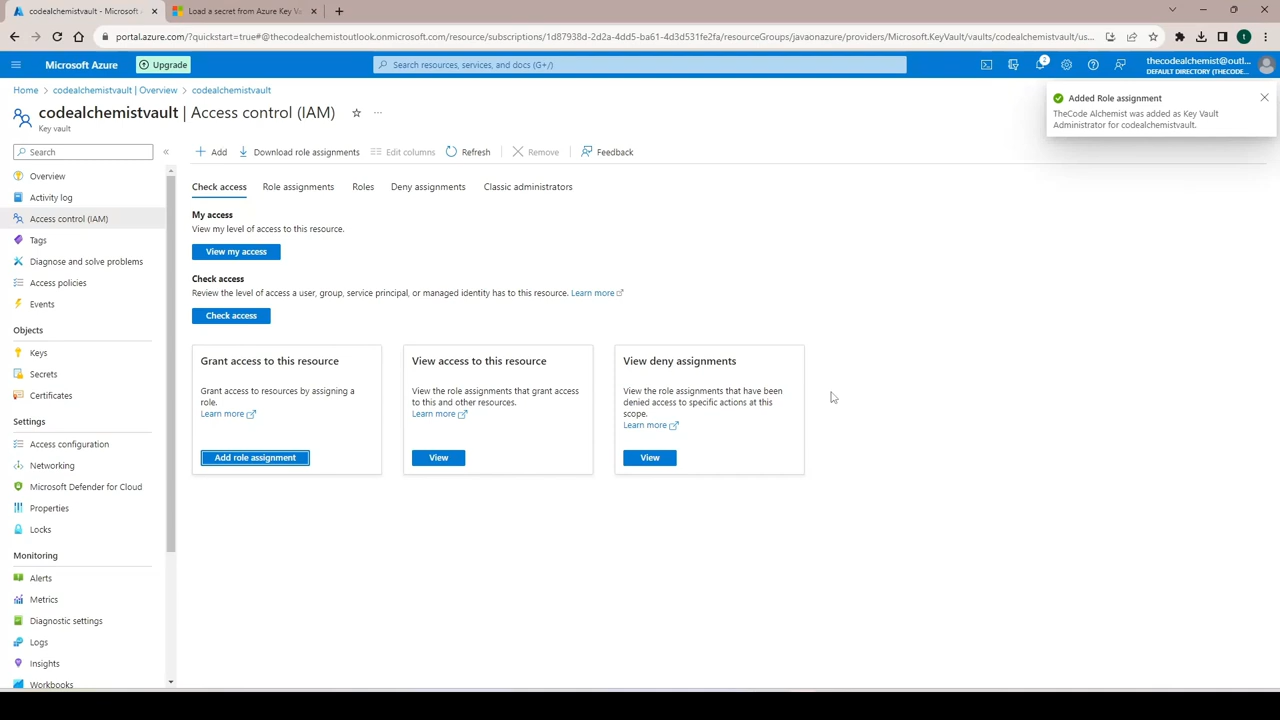 codealchemistvault - Microsoft A
Load a secret from Azure Key Va
portal.azure.com/?quickstart=true#@thecodealchemistoutlook.onmicrosoft.com/resource/subscriptions/1d87938d-2d2a-4dd5-ba61-4d3d531fe2fa/resourceGroups/javaonazure/providers/Microsoft.KeyVault/vaults/codealchemistvault/us...
t
Microsoft Azure
Upgrade
Search resources, services, and docs (G+/)
2
thecodealchemist@outl...
DEFAULT DIRECTORY (THECODE...
Home > codealchemistvault | Overview > codealchemistvault
codealchemistvault | Access control (IAM)
Key vault
Added Role assignment
TheCode Alchemist was added as Key Vault
Administrator for codealchemistvault.
Search
Add
Download role assignments
Edit columns
Refresh
Remove
Feedback
Overview
Activity log
Access control (IAM)
Tags
Diagnose and solve problems
Access policies
Events
Objects
Keys
Secrets
Certificates
Settings
Access configuration
Networking
Microsoft Defender for Cloud
Properties
Locks
Monitoring
Alerts
Metrics
Diagnostic settings
Logs
Insights
Workbooks
Check access
Role assignments
Roles
Deny assignments
Classic administrators
My access
View my level of access to this resource.
View my access
Check access
Review the level of access a user, group, service principal, or managed identity has to this resource. Learn more
Check access
Grant access to this resource
Grant access to resources by assigning a
role.
Learn more
Add role assignment
View access to this resource
View the role assignments that grant access
to this and other resources.
Learn more
View
View deny assignments
View the role assignments that have been
denied access to specific actions at this
scope.
Learn more
View